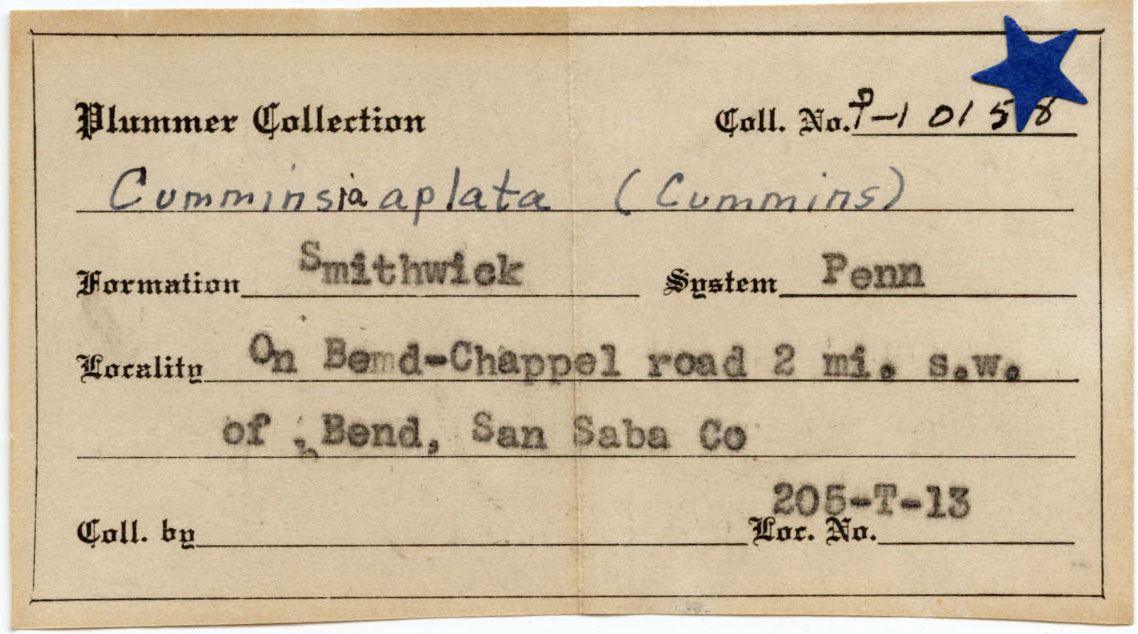 Plummer Collection Coll. No. P-10158
Cumminsia aplata (Cummins)
Formation Smithwick System Penn
Locality On Bend-Chappel road 2 mi. s.w.
of Bend, San Saba Co
205-T-13
Coll. by Loc. No.